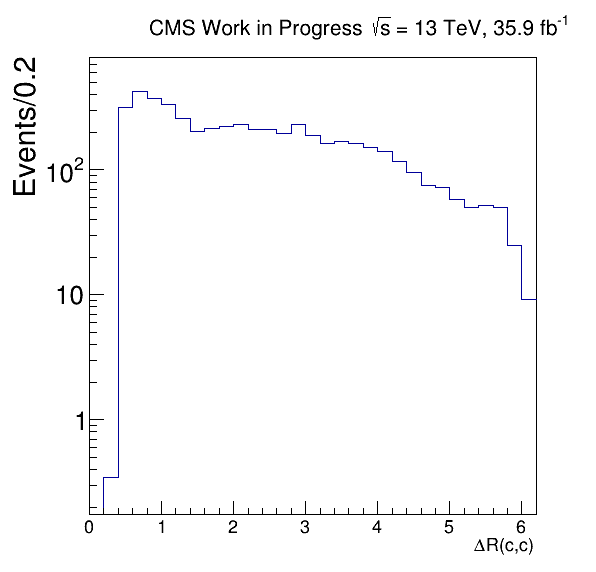 CMS Work in Progress √s = 13 TeV, 35.9 fb⁻¹
Events/0.2
10²
10
1
0 1 2 3 4 5 6
ΔR(c,c)